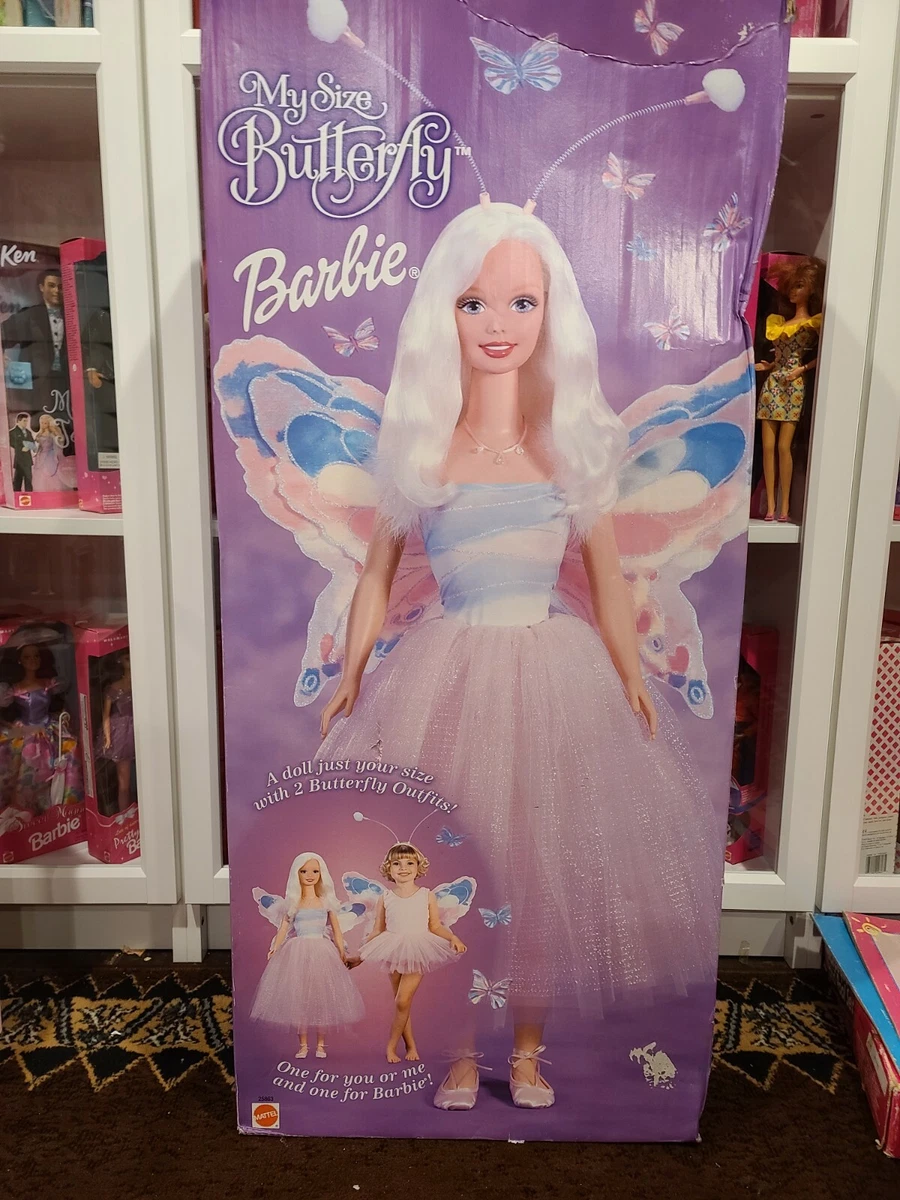 My Size
Butterfly™
Barbie®
Ken
A doll just your size
with 2 Butterfly Outfits!
One for you or me
and one for Barbie®!
MATTEL
Barbie
Pretty